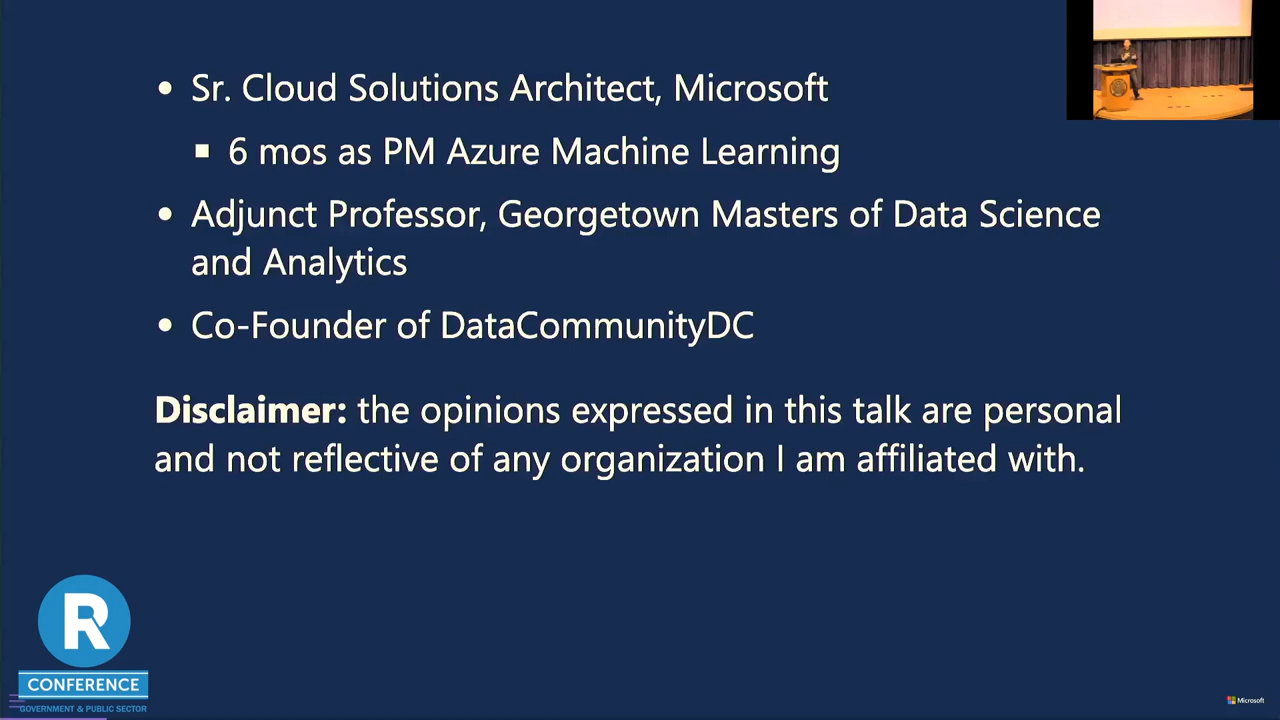 Sr. Cloud Solutions Architect, Microsoft
6 mos as PM Azure Machine Learning
Adjunct Professor, Georgetown Masters of Data Science
and Analytics
Co-Founder of DataCommunityDC
Disclaimer: the opinions expressed in this talk are personal
and not reflective of any organization I am affiliated with.
R
CONFERENCE
GOVERNMENT & PUBLIC SECTOR
Microsoft